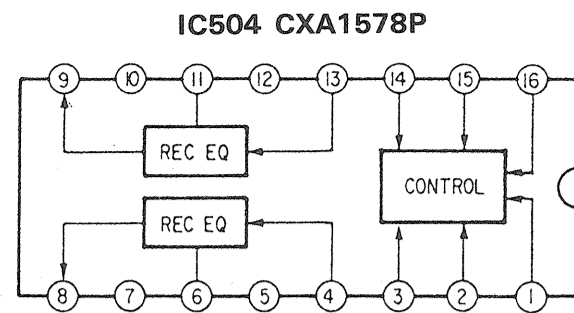 IC504 CXA1578P
9 10 11 12 13 14 15 16
REC EQ
CONTROL
REC EQ
8 7 6 5 4 3 2 1